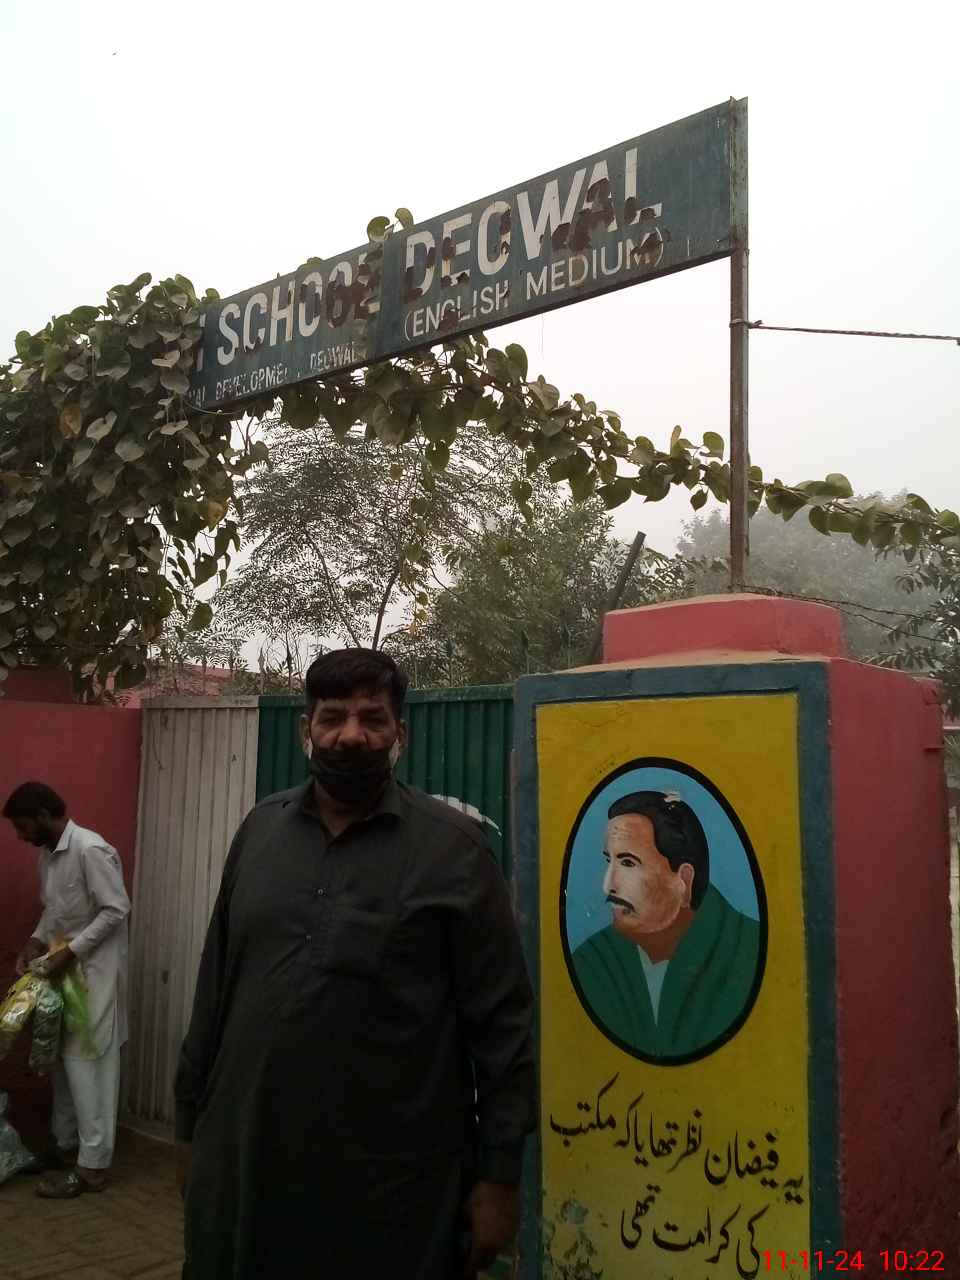 SCHOOL DEOWAL
(ENGLISH MEDIUM)
DEVELOPMENT DEOWAL
یہ فیضان نظر تھا یا کہ مکتب
کی کرامت تھی
11-11-24 10:22